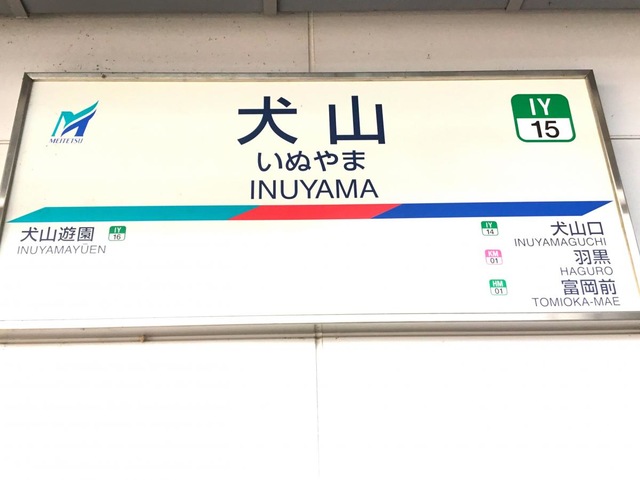 MEITETSU
犬山
いぬやま
INUYAMA
IY
15
犬山遊園 IY 16
INUYAMAYŪEN
IY 14 犬山口
INUYAMAGUCHI
KM 01 羽黒
HAGURO
HM 01 富岡前
TOMIOKA-MAE